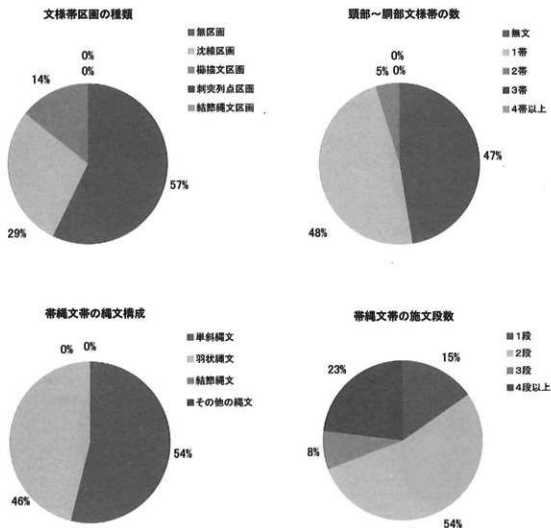 文様帯区画の種類
0%
0%
14%
29%
57%
無区画
沈線区画
櫛描文区画
刺突列点区画
結節縄文区画
頸部～胴部文様帯の数
0%
5% 0%
48%
47%
無文
1帯
2帯
3帯
4帯以上
帯縄文帯の縄文構成
0% 0%
46%
54%
単斜縄文
羽状縄文
結節縄文
その他の縄文
帯縄文帯の施文段数
23%
15%
8%
54%
1段
2段
3段
4段以上